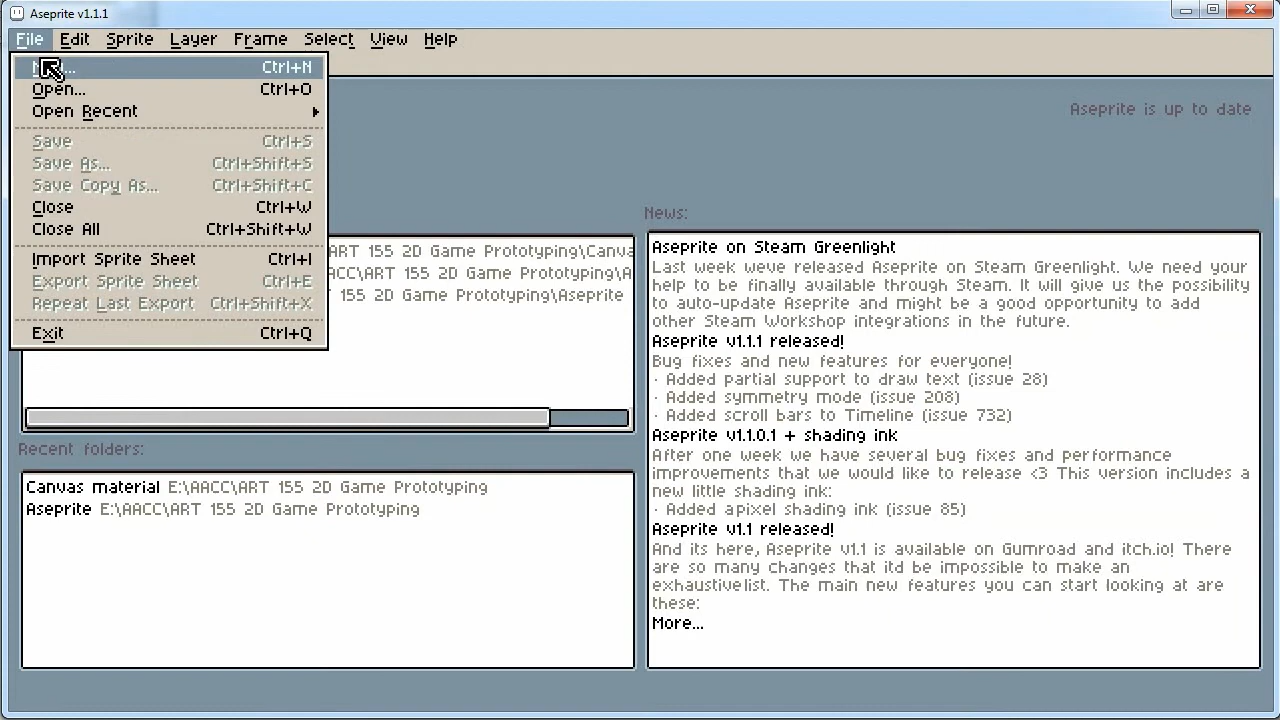 Aseprite v1.1.1
File Edit Sprite Layer Frame Select View Help
Ctrl+N
Open... Ctrl+O
Open Recent
Save Ctrl+S
Save As... Ctrl+Shift+S
Save Copy As... Ctrl+Shift+C
Close Ctrl+W
Close All Ctrl+Shift+W
Import Sprite Sheet Ctrl+I
Export Sprite Sheet Ctrl+E
Repeat Last Export Ctrl+Shift+X
Exit Ctrl+Q
Aseprite is up to date
ART 155 2D Game Prototyping\Canva
ACC\ART 155 2D Game Prototyping\A
155 2D Game Prototyping\Aseprite
Recent folders:
Canvas material E:\AACC\ART 155 2D Game Prototyping
Aseprite E:\AACC\ART 155 2D Game Prototyping
News:
Aseprite on Steam Greenlight
Last week weve released Aseprite on Steam Greenlight. We need your
help to be finally available through Steam. It will give us the possibility
to auto-update Aseprite and might be a good opportunity to add
other Steam Workshop integrations in the future.
Aseprite v1.1.1 released!
Bug fixes and new features for everyone!
· Added partial support to draw text (issue 28)
· Added symmetry mode (issue 208)
· Added scroll bars to Timeline (issue 732)
Aseprite v1.1.0.1 + shading ink
After one week we have several bug fixes and performance
improvements that we would like to release <3 This version includes a
new little shading ink:
· Added apixel shading ink (issue 85)
Aseprite v1.1 released!
And its here, Aseprite v1.1 is available on Gumroad and itch.io! There
are so many changes that itd be impossible to make an
exhaustivelist. The main new features you can start looking at are
these:
More...